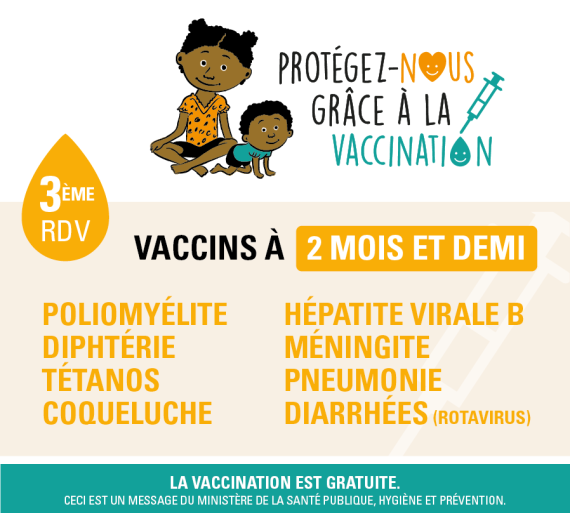 PROTÉGEZ-NOUS
GRÂCE À LA
VACCINATION
3ÈME
RDV
VACCINS À 2 MOIS ET DEMI
POLIOMYÉLITE
DIPHTÉRIE
TÉTANOS
COQUELUCHE
HÉPATITE VIRALE B
MÉNINGITE
PNEUMONIE
DIARRHÉES (ROTAVIRUS)
LA VACCINATION EST GRATUITE.
CECI EST UN MESSAGE DU MINISTÈRE DE LA SANTÉ PUBLIQUE, HYGIÈNE ET PRÉVENTION.